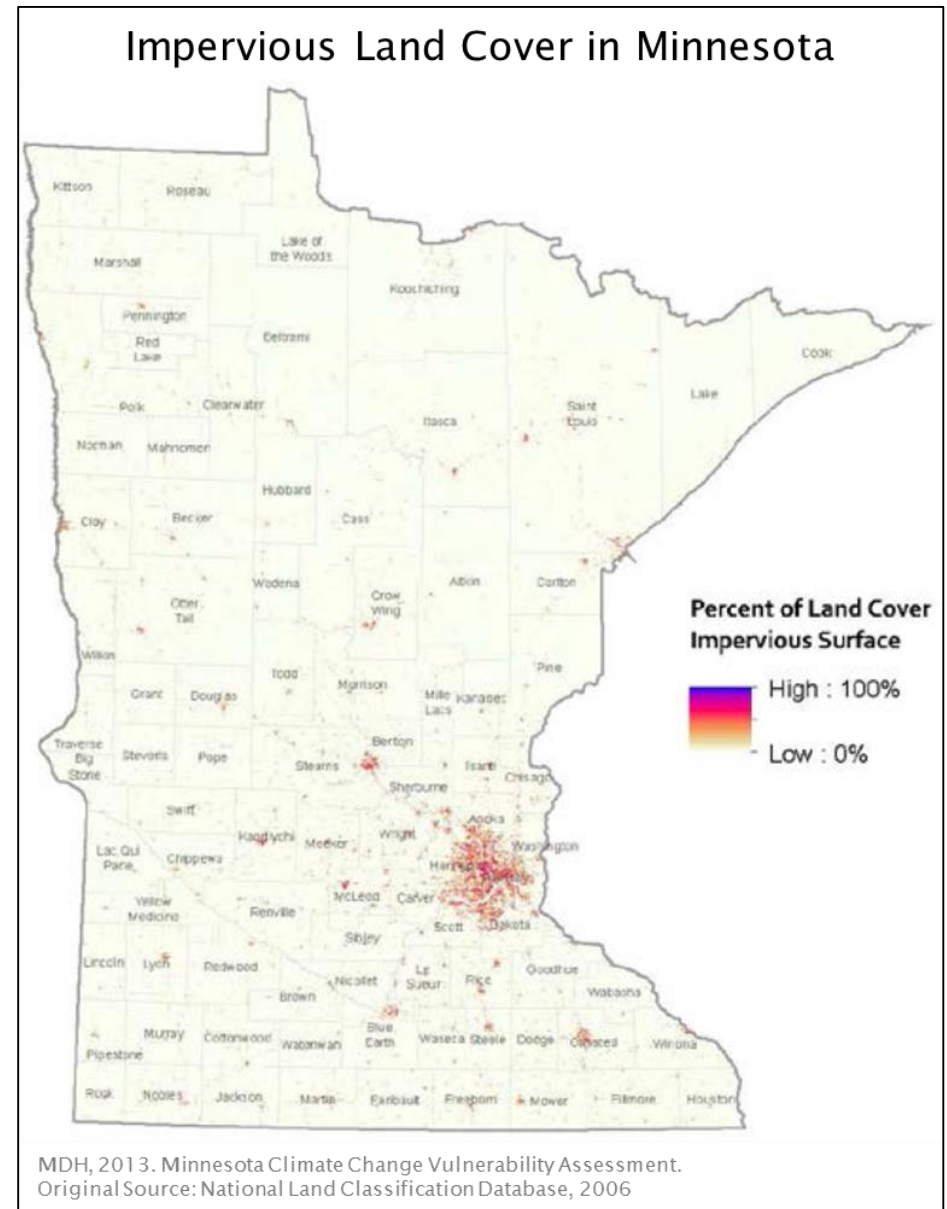 Impervious Land Cover in Minnesota
Kittson
Roseau
Lake of
the Woods
Marshall
Koochiching
Pennington
Beltrami
Red
Lake
Cook
Lake
Polk
Clearwater
Itasca
Saint
Louis
Norman
Mahnomen
Hubbard
Clay
Becker
Cass
Wadena
Aitkin
Carlton
Crow
Wing
Otter
Tail
Percent of Land Cover
Impervious Surface
Wilkin
Pine
Todd
Morrison
High : 100%
Grant
Douglas
Mille
Lacs
Kanabec
Low : 0%
Traverse
Big
Stone
Stevens
Pope
Benton
Stearns
Isanti
Chisago
Sherburne
Swift
Anoka
Kandiyohi
Meeker
Wright
Washington
Lac Qui
Parle
Chippewa
McLeod
Carver
Yellow
Medicine
Renville
Scott
Dakota
Sibley
Lincoln
Lyon
Redwood
Nicollet
Le
Sueur
Rice
Goodhue
Wabasha
Brown
Murray
Cottonwood
Watonwan
Blue
Earth
Waseca
Steele
Dodge
Olmsted
Winona
Pipestone
Rock
Nobles
Jackson
Martin
Faribault
Freeborn
Mower
Fillmore
Houston
MDH, 2013. Minnesota Climate Change Vulnerability Assessment.
Original Source: National Land Classification Database, 2006